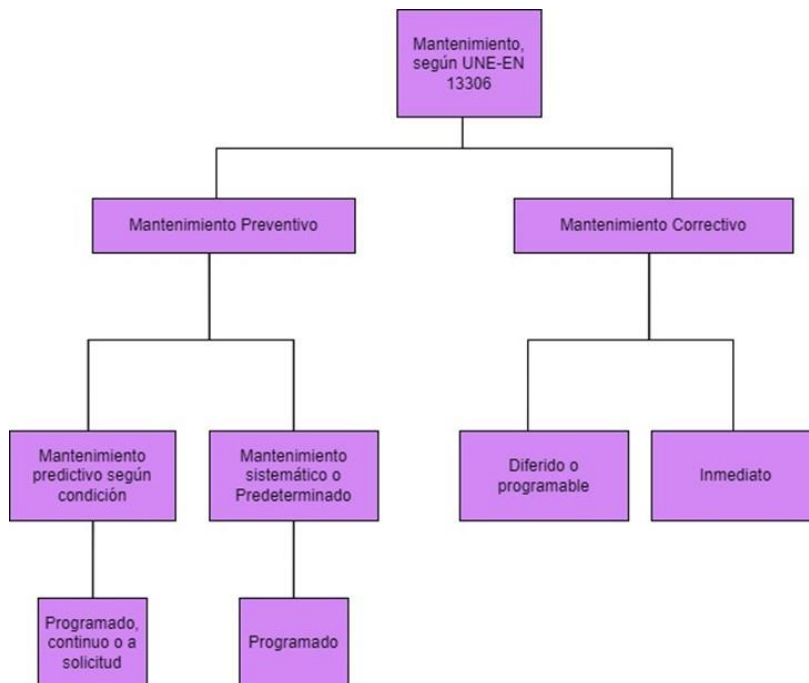 Mantenimiento,
según UNE-EN
13306
Mantenimiento Preventivo
Mantenimiento Correctivo
Mantenimiento
predictivo según
condición
Mantenimiento
sistemático o
Predeterminado
Diferido o
programable
Inmediato
Programado,
continuo o a
solicitud
Programado